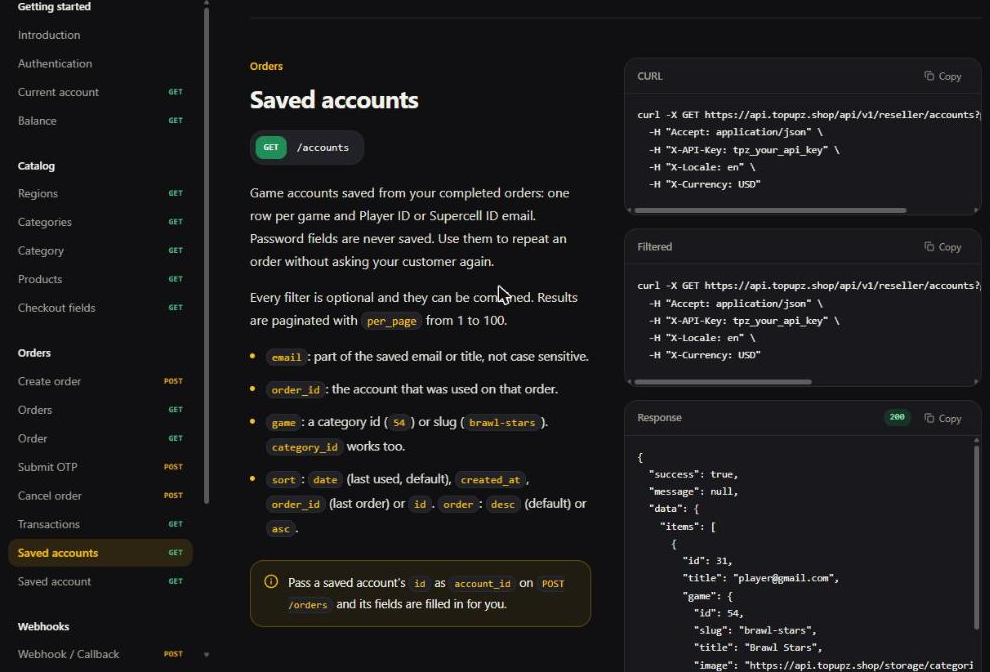 Getting started
Introduction
Authentication
Current account GET
Balance GET
Catalog
Regions GET
Categories GET
Category GET
Products GET
Checkout fields GET
Orders
Create order POST
Orders GET
Order GET
Submit OTP POST
Cancel order POST
Transactions GET
Saved accounts GET
Saved account GET
Webhooks
Webhook / Callback POST
Orders
Saved accounts
GET /accounts
Game accounts saved from your completed orders: one
row per game and Player ID or Supercell ID email.
Password fields are never saved. Use them to repeat an
order without asking your customer again.
Every filter is optional and they can be combined. Results
are paginated with per_page from 1 to 100.
email: part of the saved email or title, not case sensitive.
order_id: the account that was used on that order.
game: a category id (54) or slug (brawl-stars).
category_id works too.
sort: date (last used, default), created_at,
order_id (last order) or id. order: desc (default) or
asc.
Pass a saved account's id as account_id on POST
/orders and its fields are filled in for you.
CURL Copy
curl -X GET https://api.topupz.shop/api/v1/reseller/accounts?
-H "Accept: application/json" \
-H "X-API-Key: tpz_your_api_key" \
-H "X-Locale: en" \
-H "X-Currency: USD"
Filtered Copy
curl -X GET https://api.topupz.shop/api/v1/reseller/accounts?
-H "Accept: application/json" \
-H "X-API-Key: tpz_your_api_key" \
-H "X-Locale: en" \
-H "X-Currency: USD"
Response 200 Copy
{
"success": true,
"message": null,
"data": {
"items": [
{
"id": 31,
"title": "player@gmail.com",
"game": {
"id": 54,
"slug": "brawl-stars",
"title": "Brawl Stars",
"image": "https://api.topupz.shop/storage/categori